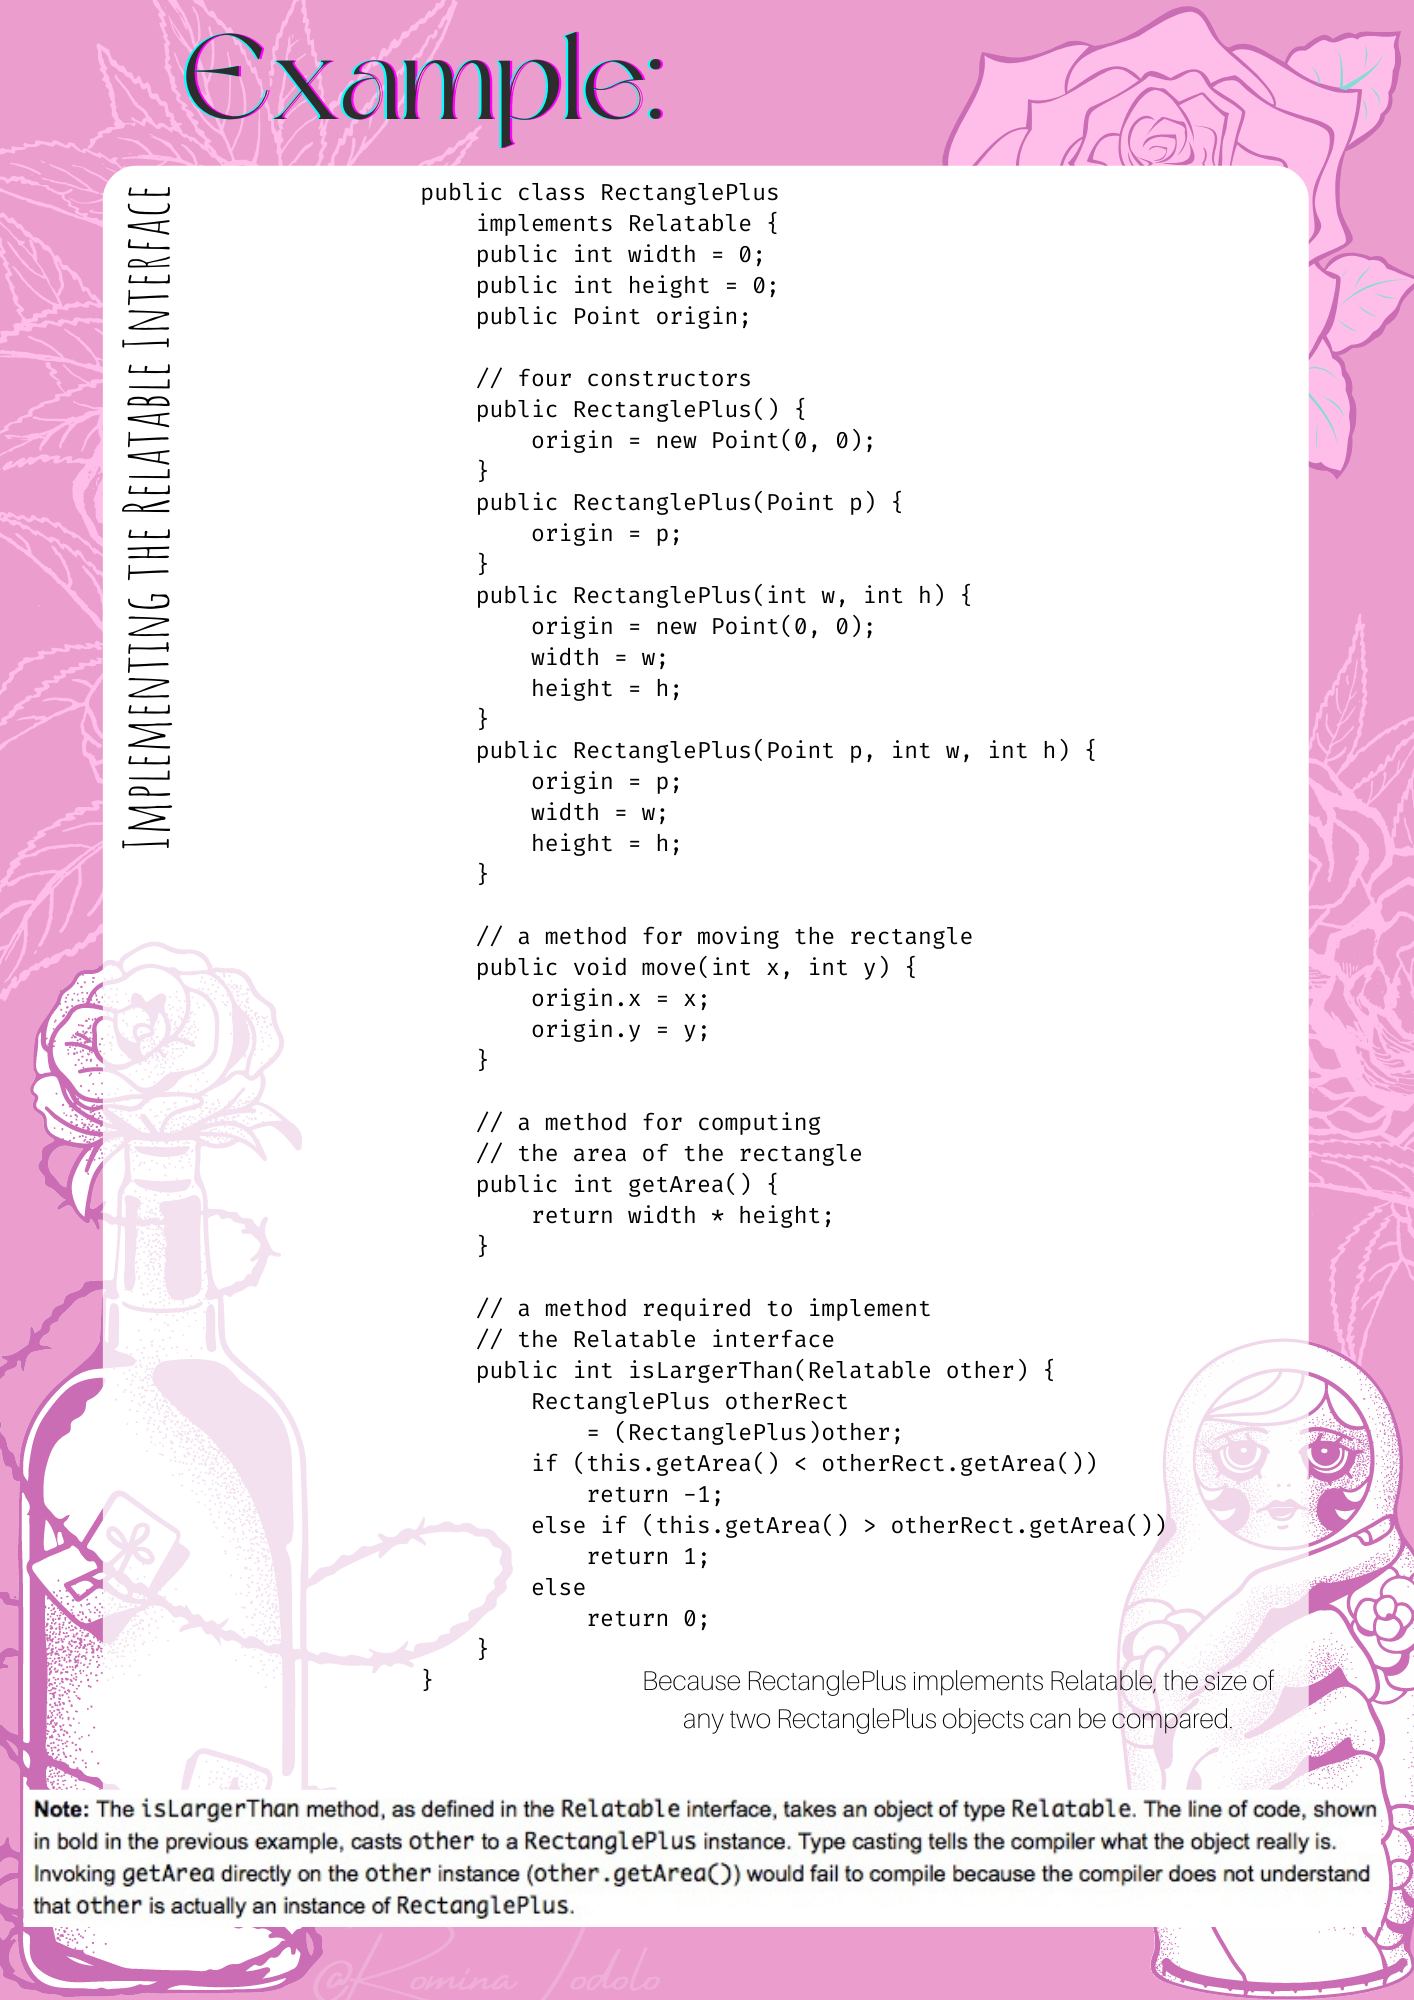 Example:
Implementing the Relatable Interface
public class RectanglePlus
    implements Relatable {
    public int width = 0;
    public int height = 0;
    public Point origin;

    // four constructors
    public RectanglePlus() {
        origin = new Point(0, 0);
    }
    public RectanglePlus(Point p) {
        origin = p;
    }
    public RectanglePlus(int w, int h) {
        origin = new Point(0, 0);
        width = w;
        height = h;
    }
    public RectanglePlus(Point p, int w, int h) {
        origin = p;
        width = w;
        height = h;
    }

    // a method for moving the rectangle
    public void move(int x, int y) {
        origin.x = x;
        origin.y = y;
    }

    // a method for computing
    // the area of the rectangle
    public int getArea() {
        return width * height;
    }

    // a method required to implement
    // the Relatable interface
    public int isLargerThan(Relatable other) {
        RectanglePlus otherRect
            = (RectanglePlus)other;
        if (this.getArea() < otherRect.getArea())
            return -1;
        else if (this.getArea() > otherRect.getArea())
            return 1;
        else
            return 0;
    }
}
Because RectanglePlus implements Relatable, the size of
any two RectanglePlus objects can be compared.
Note: The isLargerThan method, as defined in the Relatable interface, takes an object of type Relatable. The line of code, shown
in bold in the previous example, casts other to a RectanglePlus instance. Type casting tells the compiler what the object really is.
Invoking getArea directly on the other instance (other.getArea()) would fail to compile because the compiler does not understand
that other is actually an instance of RectanglePlus.
@Romina Iodolo